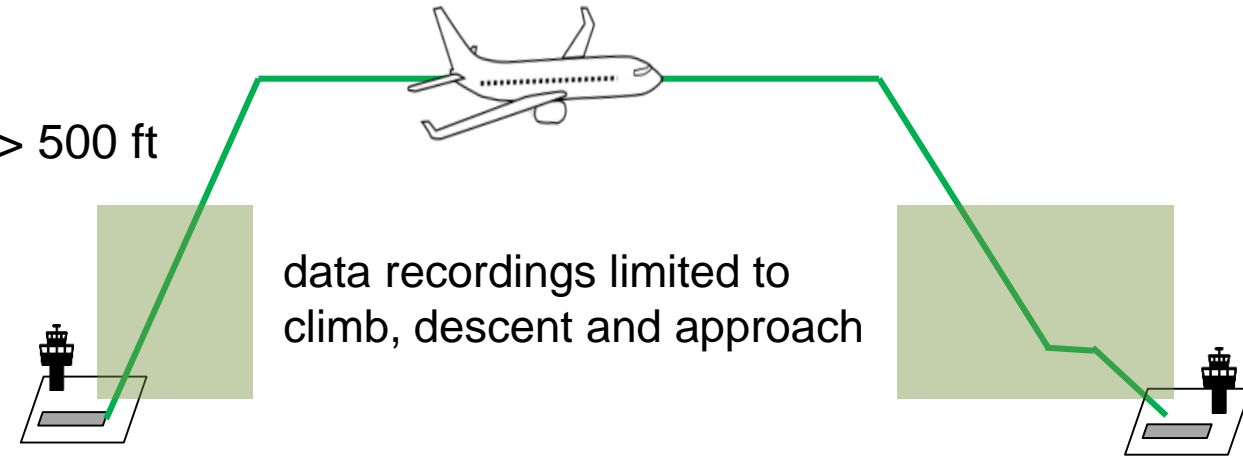 > 500 ft
data recordings limited to
climb, descent and approach